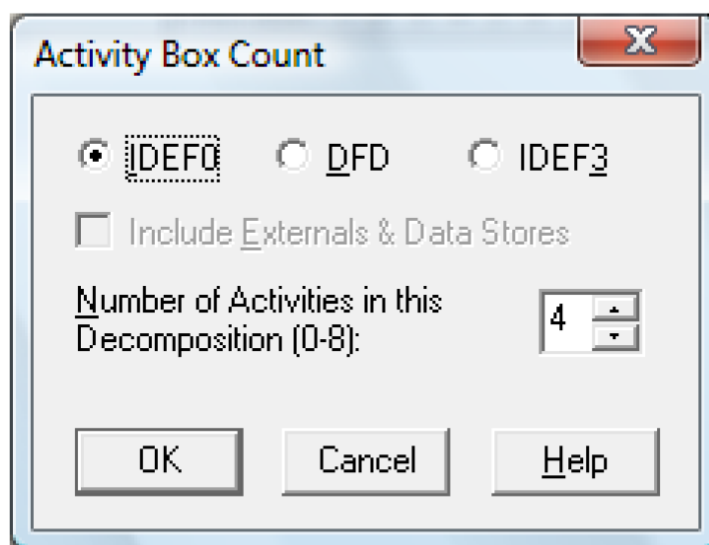 Activity Box Count
IDEF0 DFD IDEF3
Include Externals & Data Stores
Number of Activities in this
Decomposition (0-8):
4
OK Cancel Help